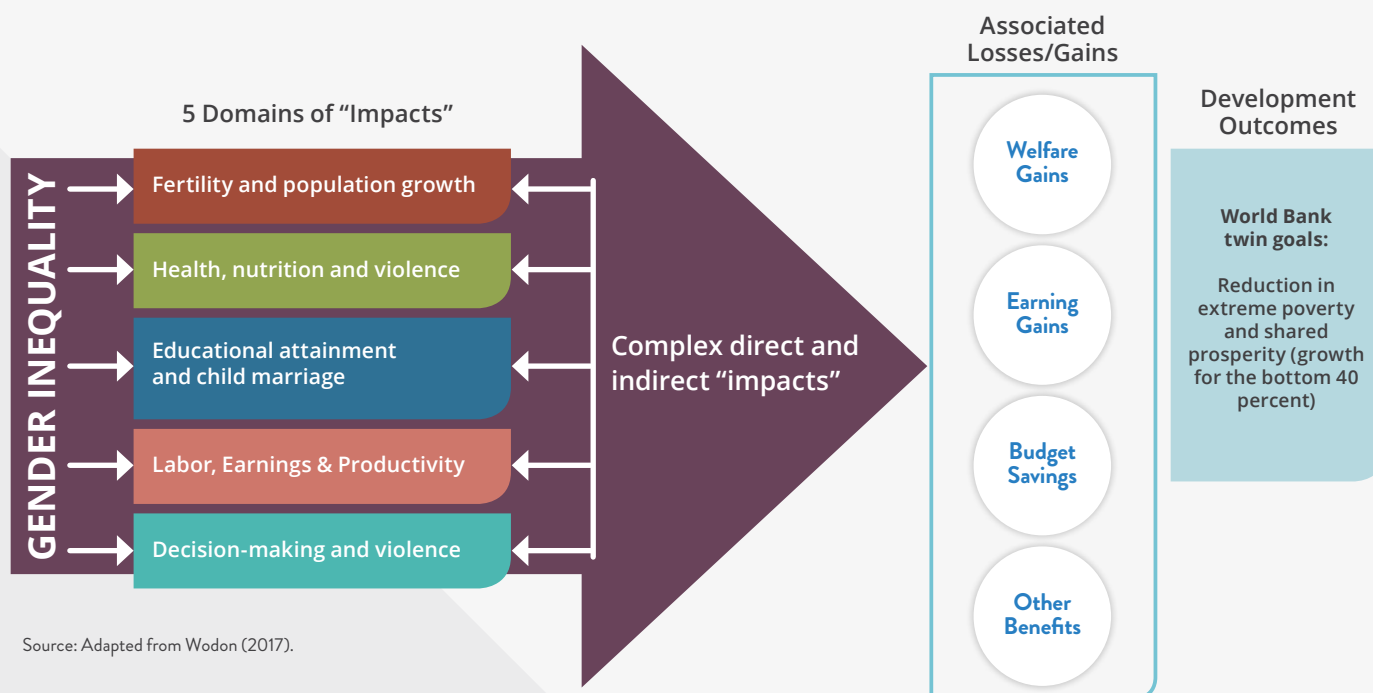 5 Domains of “Impacts”
GENDER INEQUALITY
Fertility and population growth
Health, nutrition and violence
Educational attainment
and child marriage
Labor, Earnings & Productivity
Decision-making and violence
Complex direct and
indirect “impacts”
Associated
Losses/Gains
Welfare
Gains
Earning
Gains
Budget
Savings
Other
Benefits
Development
Outcomes
World Bank
twin goals:
Reduction in
extreme poverty
and shared
prosperity (growth
for the bottom 40
percent)
Source: Adapted from Wodon (2017).